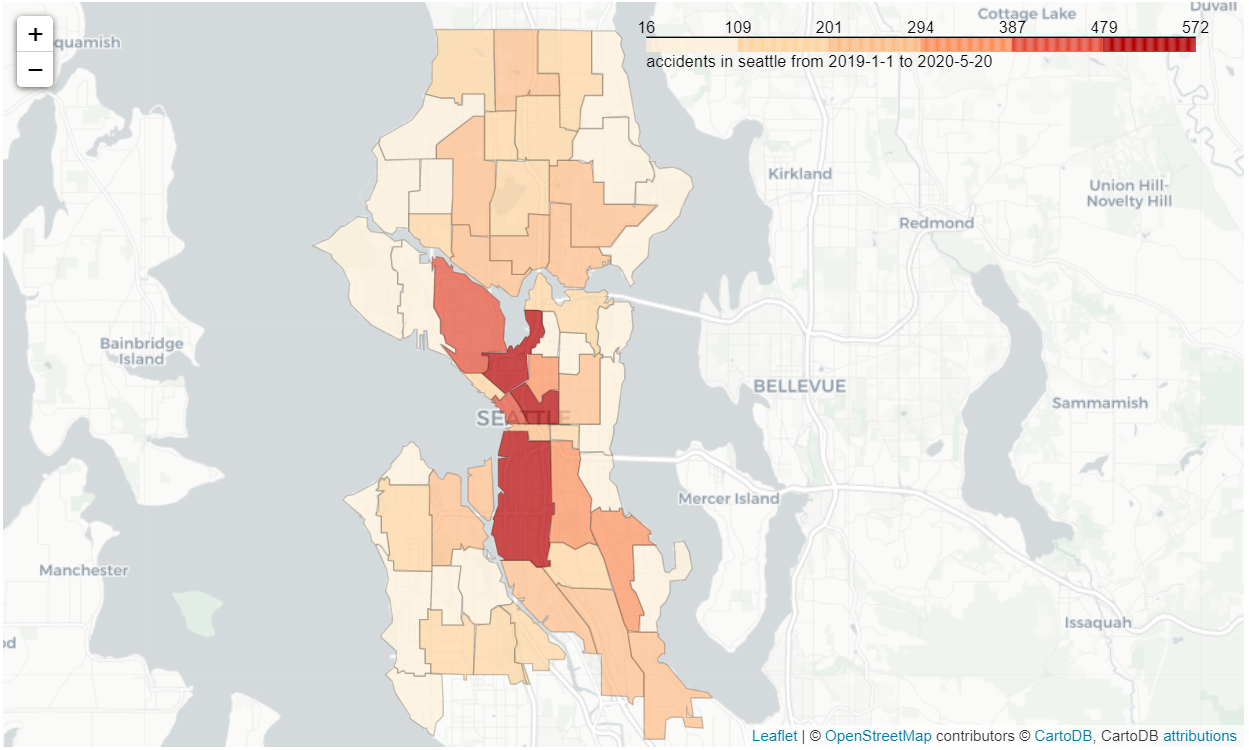 +
−
quamish
Cottage Lake
Duvall
16 109 201 294 387 479 572
accidents in seattle from 2019-1-1 to 2020-5-20
Kirkland
Union Hill-
Novelty Hill
Redmond
Bainbridge
Island
BELLEVUE
Sammamish
SEATTLE
Mercer Island
Manchester
Issaquah
od
Leaflet | © OpenStreetMap contributors © CartoDB, CartoDB attributions